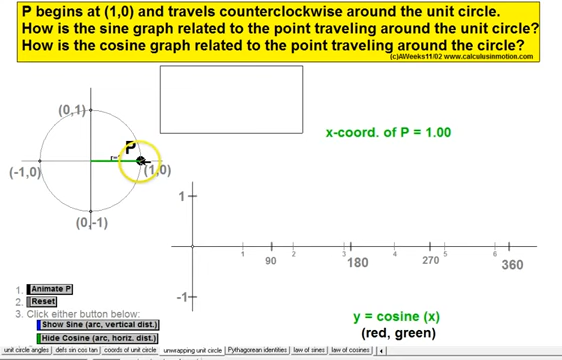 P begins at (1,0) and travels counterclockwise around the unit circle.
How is the sine graph related to the point traveling around the unit circle?
How is the cosine graph related to the point traveling around the circle?
(c)AWeeks11/02 www.calculusinmotion.com
(0,1)
P
x-coord. of P = 1.00
(-1,0)
(1,0)
(0,-1)
1
1 2 3 4 5 6
90 180 270 360
-1
1. Animate P
2. Reset
3. Click either button below:
Show Sine (arc, vertical dist.)
Hide Cosine (arc, horiz. dist.)
y = cosine (x)
(red, green)
unit circle angles defs sin cos tan coords of unit circle unwrapping unit circle Pythagorean identities law of sines law of cosines